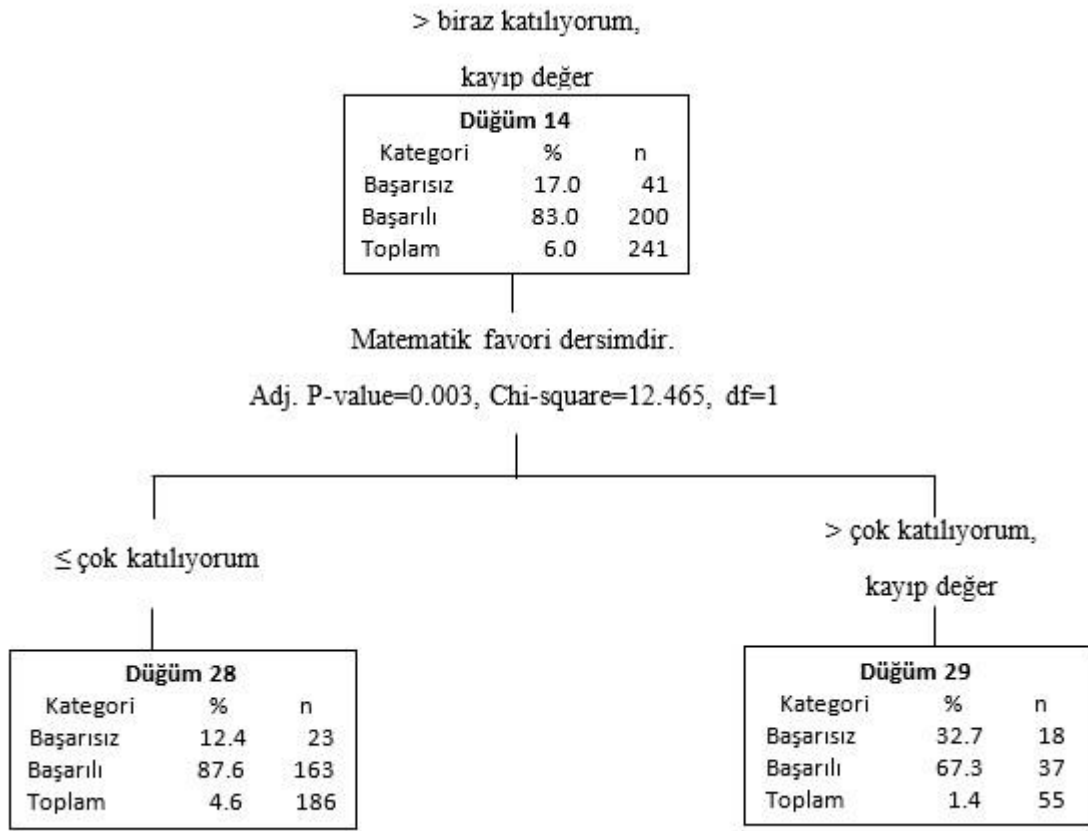 > biraz katılıyorum,
kayıp değer
Düğüm 14
Kategori % n
Başarısız 17.0 41
Başarılı 83.0 200
Toplam 6.0 241
Matematik favori dersimdir.
Adj. P-value=0.003, Chi-square=12.465, df=1
≤ çok katılıyorum
> çok katılıyorum,
kayıp değer
Düğüm 28
Kategori % n
Başarısız 12.4 23
Başarılı 87.6 163
Toplam 4.6 186
Düğüm 29
Kategori % n
Başarısız 32.7 18
Başarılı 67.3 37
Toplam 1.4 55